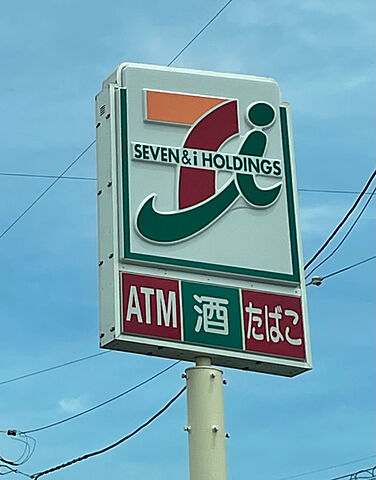 SEVEN & i HOLDINGS
ATM 酒 たばこ